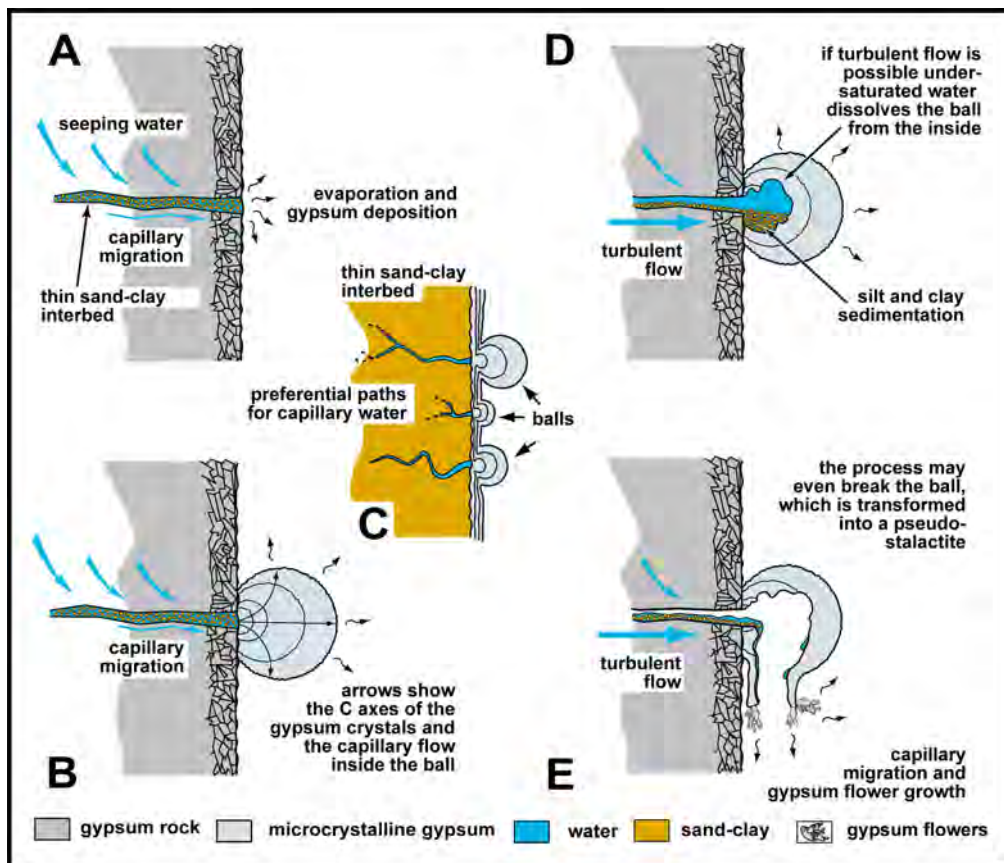 A
seeping water
evaporation and
gypsum deposition
capillary
migration
thin sand-clay
interbed
B
capillary
migration
arrows show
the C axes of the
gypsum crystals and
the capillary flow
inside the ball
C
thin sand-clay
interbed
preferential paths
for capillary water
balls
D
if turbulent flow is
possible under-
saturated water
dissolves the ball
from the inside
turbulent
flow
silt and clay
sedimentation
E
the process may
even break the ball,
which is transformed
into a pseudo-
stalactite
turbulent
flow
capillary
migration and
gypsum flower growth
gypsum rock
microcrystalline gypsum
water
sand-clay
gypsum flowers